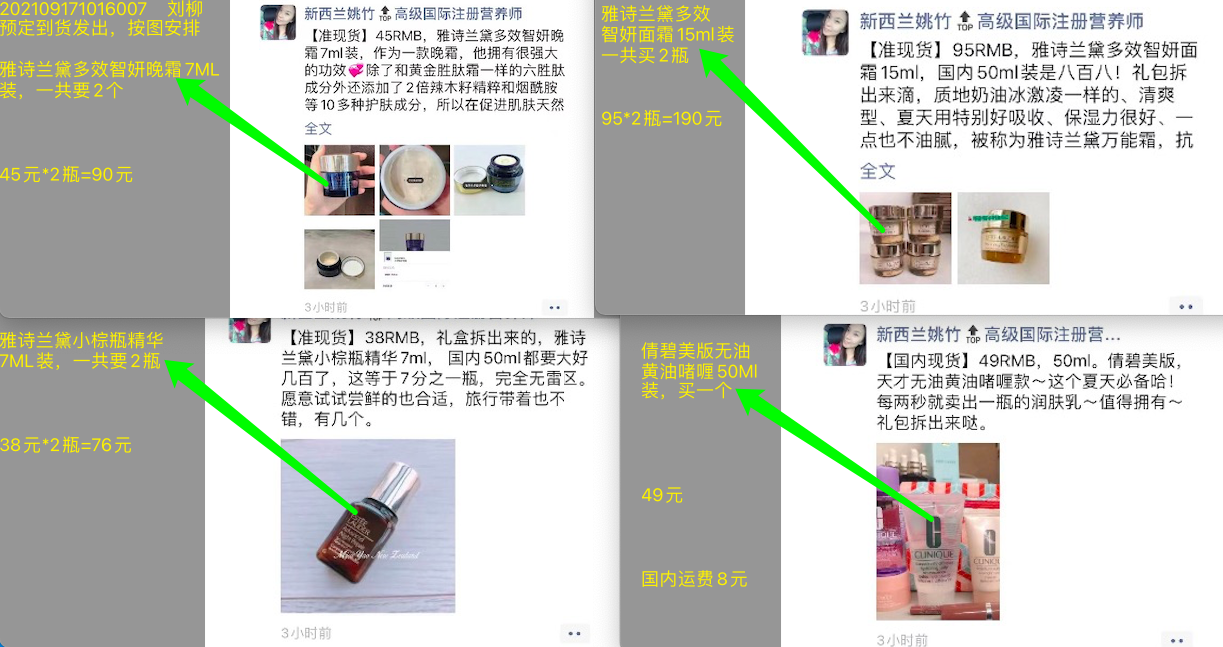 202109171016007 刘柳
预定到货发出，按图安排
雅诗兰黛多效智妍晚霜7ML
装，一共要2个
45元*2瓶=90元
新西兰姚竹 TOP 高级国际注册营养师
【准现货】45RMB，雅诗兰黛多效智妍晚
霜7ml装，作为一款晚霜，他拥有很强大
的功效💞除了和黄金胜肽霜一样的六胜肽
成分外还添加了2倍辣木籽精粹和烟酰胺
等10多种护肤成分，所以在促进肌肤天然
全文
3小时前
雅诗兰黛多效
智妍面霜15ml装
一共买2瓶
95*2瓶=190元
新西兰姚竹 TOP 高级国际注册营养师
【准现货】95RMB，雅诗兰黛多效智妍面
霜15ml，国内50ml装是八百八！礼包拆
出来滴，质地奶油冰激凌一样的、清爽
型、夏天用特别好吸收、保湿力很好、一
点也不油腻，被称为雅诗兰黛万能霜，抗
全文
3小时前
雅诗兰黛小棕瓶精华
7ML装，一共要2瓶
38元*2瓶=76元
【准现货】38RMB，礼盒拆出来的，雅诗
兰黛小棕瓶精华7ml， 国内50ml都要大好
几百了，这等于7分之一瓶，完全无雷区。
愿意试试尝鲜的也合适，旅行带着也不
错，有几个。
ESTEE
LAUDER
Advanced
Night Repair
Miya Yao New Zealand
3小时前
倩碧美版无油
黄油啫喱50Ml
装，买一个
49元
国内运费8元
新西兰姚竹 TOP 高级国际注册营...
【国内现货】49RMB，50ml。倩碧美版，
天才无油黄油啫喱款～这个夏天必备哈！
每两秒就卖出一瓶的润肤乳～值得拥有～
礼包拆出来哒。
CLINIQUE
CLINIQUE
3小时前